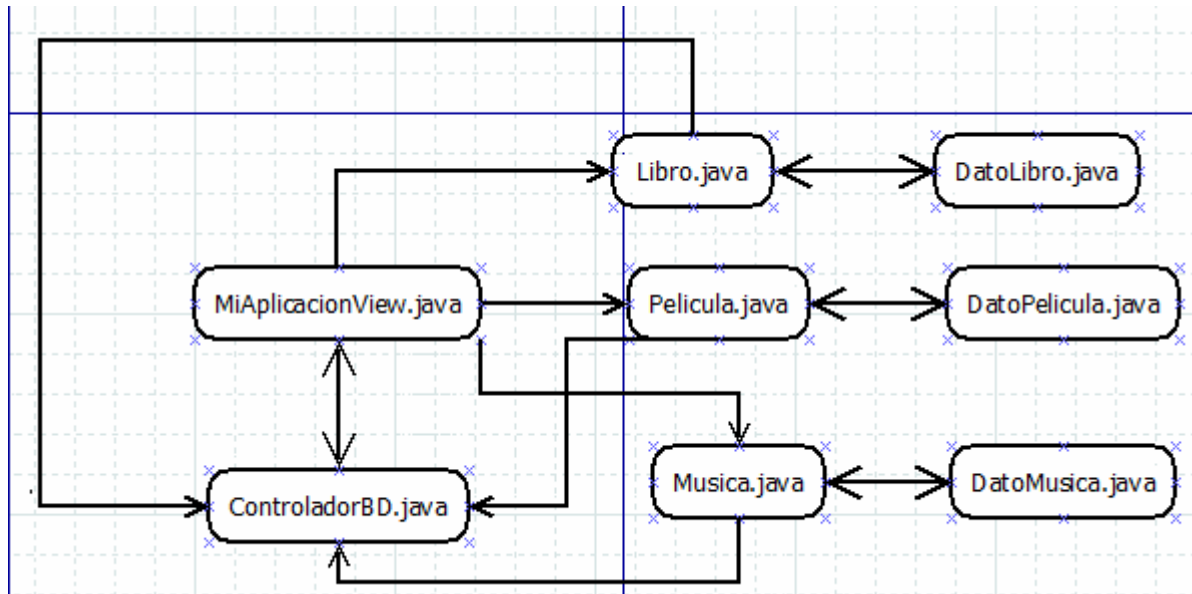 Libro.java
DatoLibro.java
MiAplicacionView.java
Pelicula.java
DatoPelicula.java
Musica.java
DatoMusica.java
ControladorBD.java